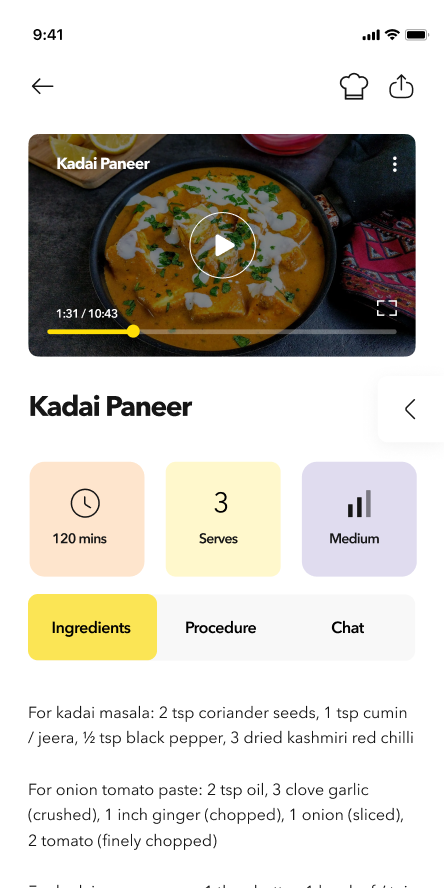 9:41
Kadai Paneer
1:31 / 10:43
Kadai Paneer
120 mins
3
Serves
Medium
Ingredients
Procedure
Chat
For kadai masala: 2 tsp coriander seeds, 1 tsp cumin
/ jeera, ½ tsp black pepper, 3 dried kashmiri red chilli
For onion tomato paste: 2 tsp oil, 3 clove garlic
(crushed), 1 inch ginger (chopped), 1 onion (sliced),
2 tomato (finely chopped)